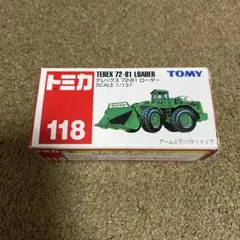 トミカ
118
TEREX 72-81 LOADER
テレックス 72-81 ローダー
SCALE 1/137
TOMY
アーム上下/バケット上下